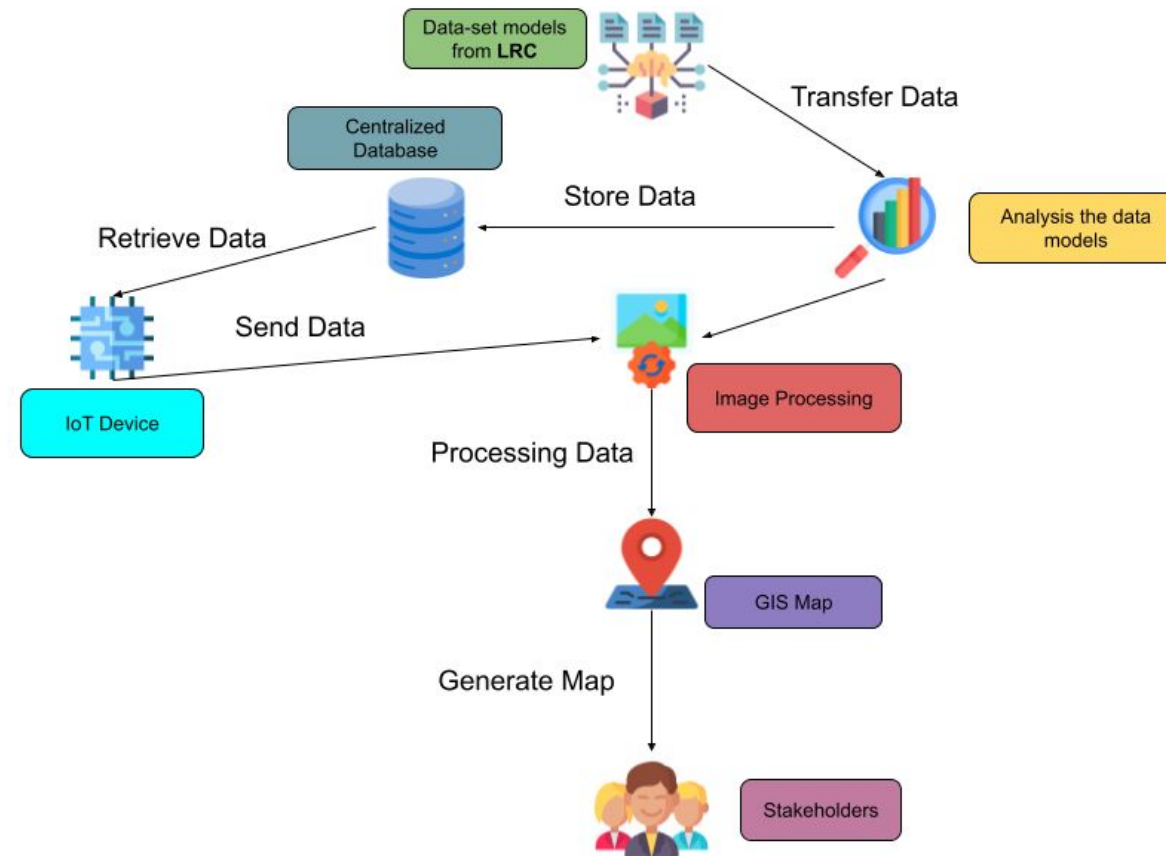 Data-set models
from LRC
Transfer Data
Centralized
Database
Store Data
Analysis the data
models
Retrieve Data
Send Data
IoT Device
Image Processing
Processing Data
GIS Map
Generate Map
Stakeholders